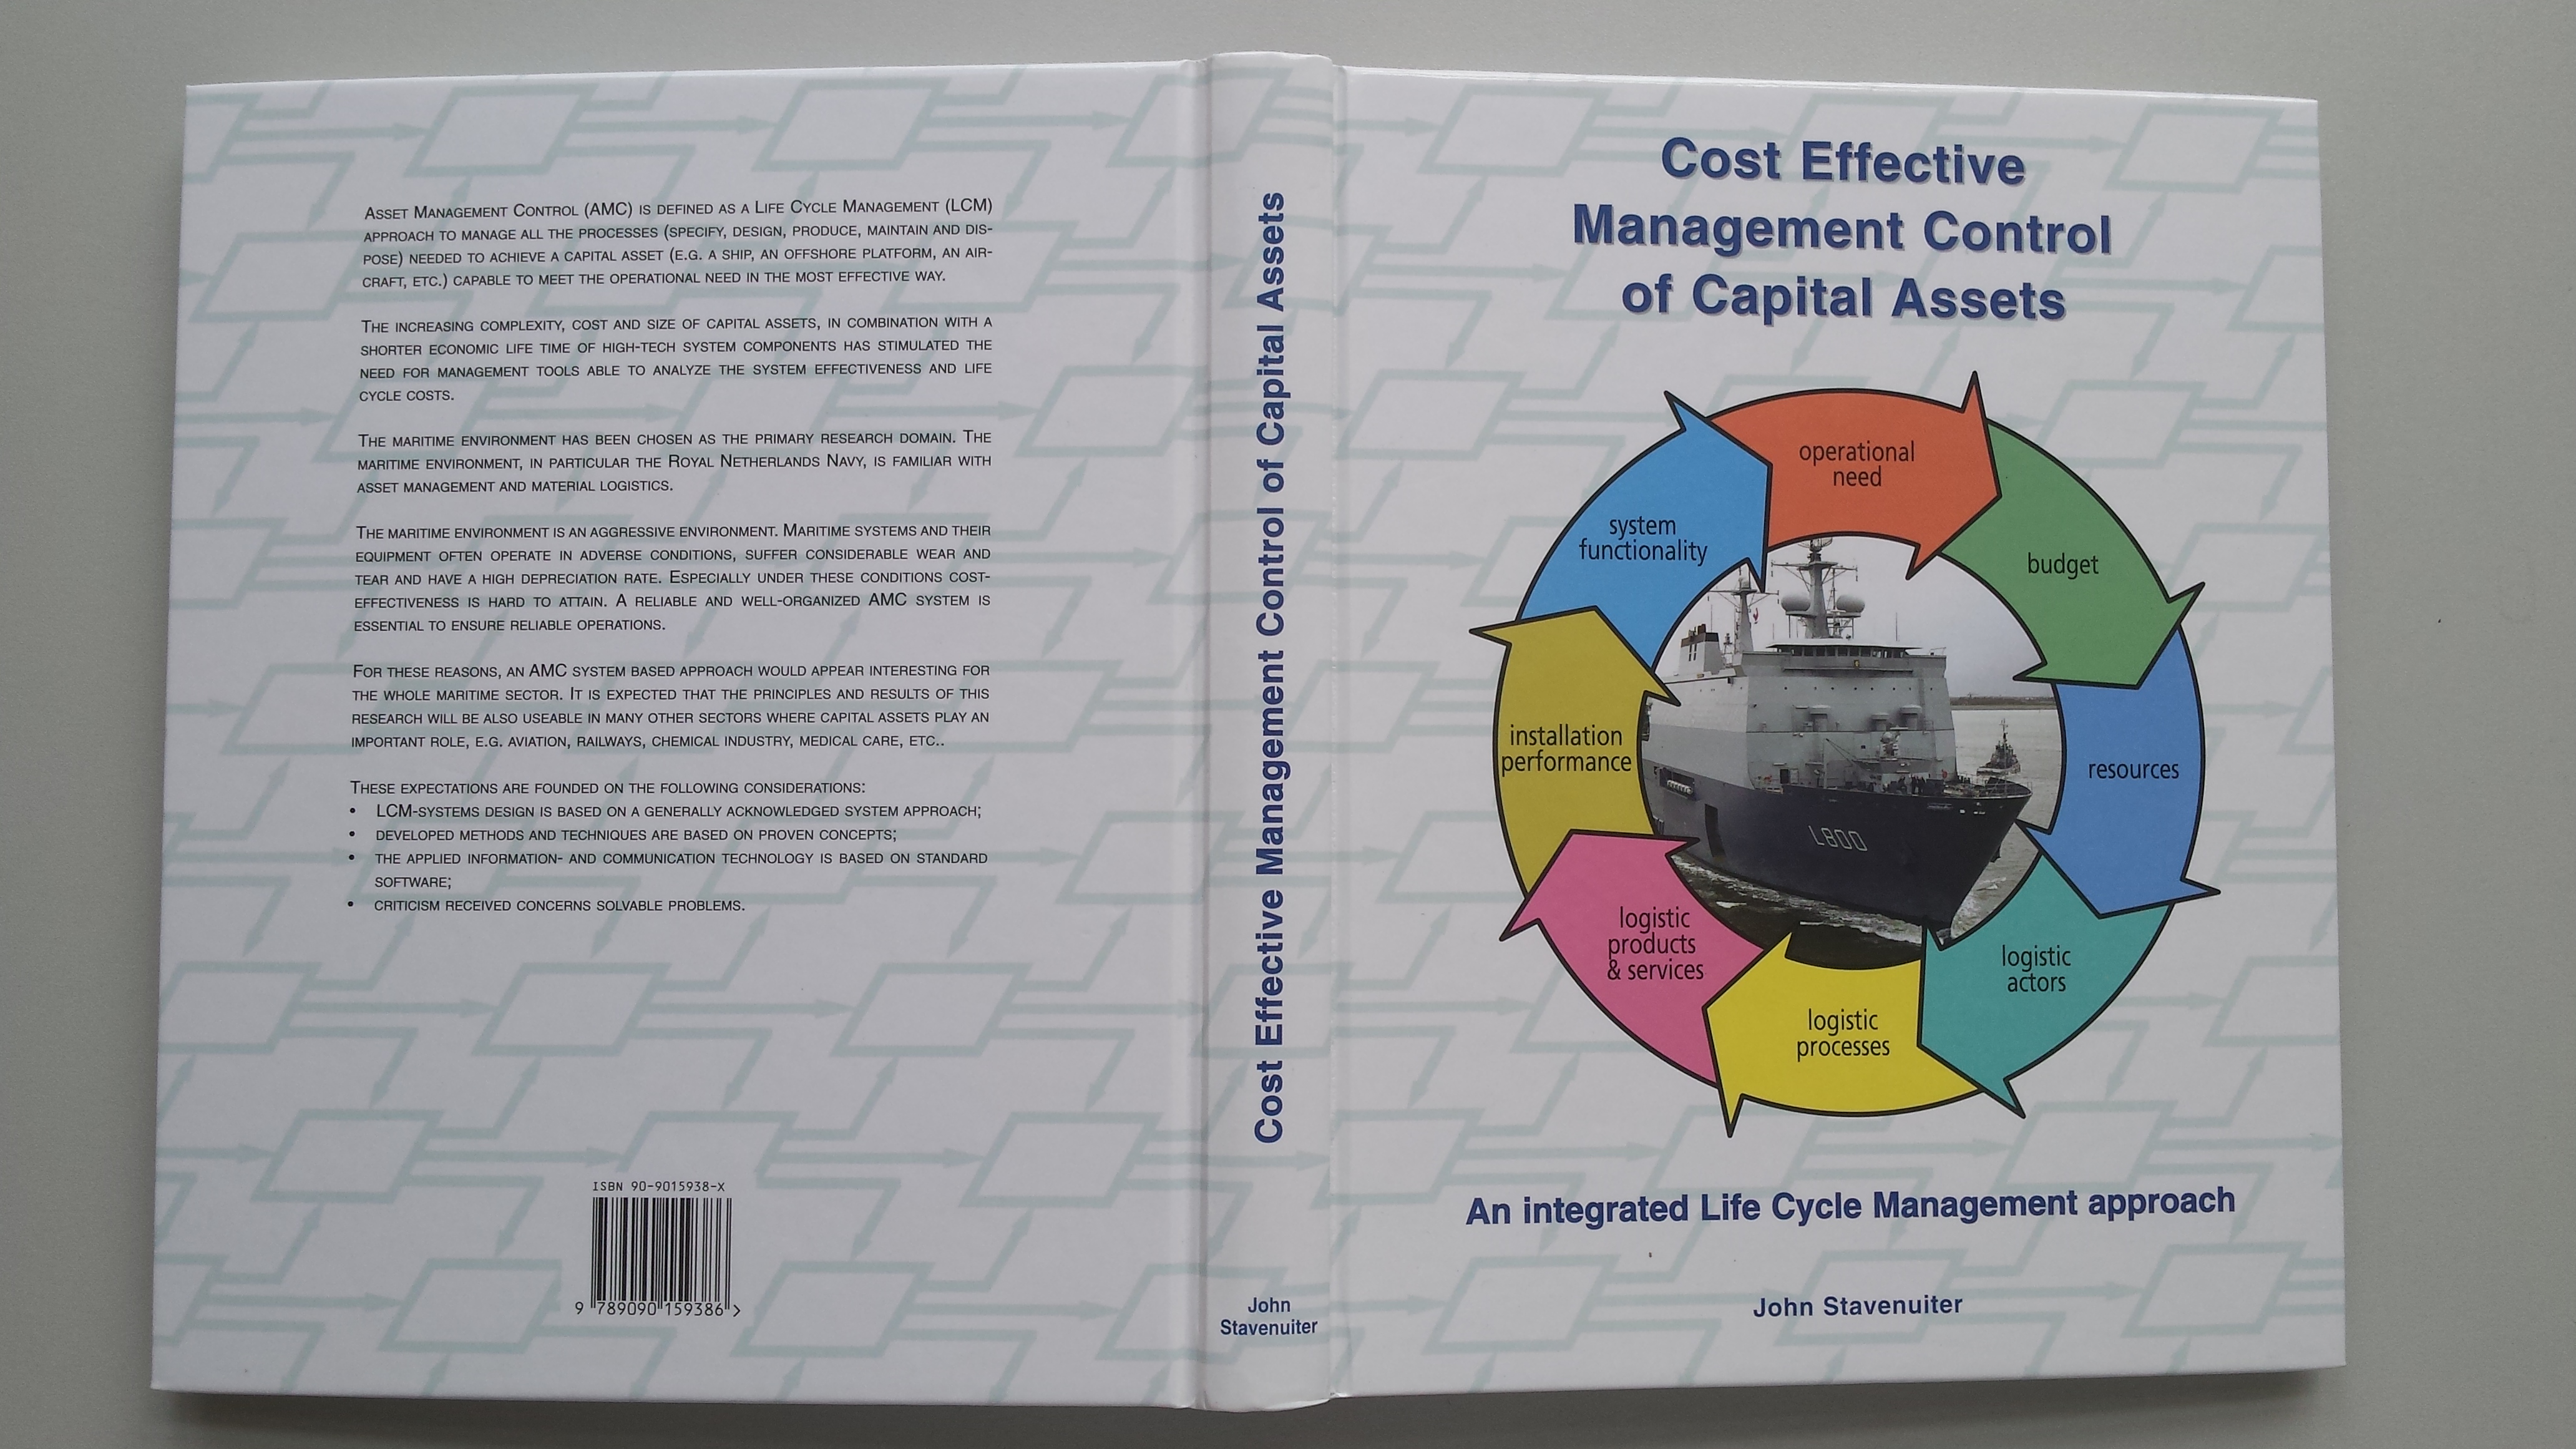 Cost Effective
Management Control
of Capital Assets
operational
need
budget
resources
logistic
actors
logistic
processes
logistic
products
& services
installation
performance
system
functionality
L800
An integrated Life Cycle Management approach
John Stavenuiter
Cost Effective Management Control of Capital Assets
John
Stavenuiter
ASSET MANAGEMENT CONTROL (AMC) IS DEFINED AS A LIFE CYCLE MANAGEMENT (LCM)
APPROACH TO MANAGE ALL THE PROCESSES (SPECIFY, DESIGN, PRODUCE, MAINTAIN AND DIS-
POSE) NEEDED TO ACHIEVE A CAPITAL ASSET (E.G. A SHIP, AN OFFSHORE PLATFORM, AN AIR-
CRAFT, ETC.) CAPABLE TO MEET THE OPERATIONAL NEED IN THE MOST EFFECTIVE WAY.
THE INCREASING COMPLEXITY, COST AND SIZE OF CAPITAL ASSETS, IN COMBINATION WITH A
SHORTER ECONOMIC LIFE TIME OF HIGH-TECH SYSTEM COMPONENTS HAS STIMULATED THE
NEED FOR MANAGEMENT TOOLS ABLE TO ANALYZE THE SYSTEM EFFECTIVENESS AND LIFE
CYCLE COSTS.
THE MARITIME ENVIRONMENT HAS BEEN CHOSEN AS THE PRIMARY RESEARCH DOMAIN. THE
MARITIME ENVIRONMENT, IN PARTICULAR THE ROYAL NETHERLANDS NAVY, IS FAMILIAR WITH
ASSET MANAGEMENT AND MATERIAL LOGISTICS.
THE MARITIME ENVIRONMENT IS AN AGGRESSIVE ENVIRONMENT. MARITIME SYSTEMS AND THEIR
EQUIPMENT OFTEN OPERATE IN ADVERSE CONDITIONS, SUFFER CONSIDERABLE WEAR AND
TEAR AND HAVE A HIGH DEPRECIATION RATE. ESPECIALLY UNDER THESE CONDITIONS COST-
EFFECTIVENESS IS HARD TO ATTAIN. A RELIABLE AND WELL-ORGANIZED AMC SYSTEM IS
ESSENTIAL TO ENSURE RELIABLE OPERATIONS.
FOR THESE REASONS, AN AMC SYSTEM BASED APPROACH WOULD APPEAR INTERESTING FOR
THE WHOLE MARITIME SECTOR. IT IS EXPECTED THAT THE PRINCIPLES AND RESULTS OF THIS
RESEARCH WILL BE ALSO USEABLE IN MANY OTHER SECTORS WHERE CAPITAL ASSETS PLAY AN
IMPORTANT ROLE, E.G. AVIATION, RAILWAYS, CHEMICAL INDUSTRY, MEDICAL CARE, ETC..
THESE EXPECTATIONS ARE FOUNDED ON THE FOLLOWING CONSIDERATIONS:
• LCM-SYSTEMS DESIGN IS BASED ON A GENERALLY ACKNOWLEDGED SYSTEM APPROACH;
• DEVELOPED METHODS AND TECHNIQUES ARE BASED ON PROVEN CONCEPTS;
• THE APPLIED INFORMATION- AND COMMUNICATION TECHNOLOGY IS BASED ON STANDARD
SOFTWARE;
• CRITICISM RECEIVED CONCERNS SOLVABLE PROBLEMS.
ISBN 90-9015938-X
9 789090 159386 >